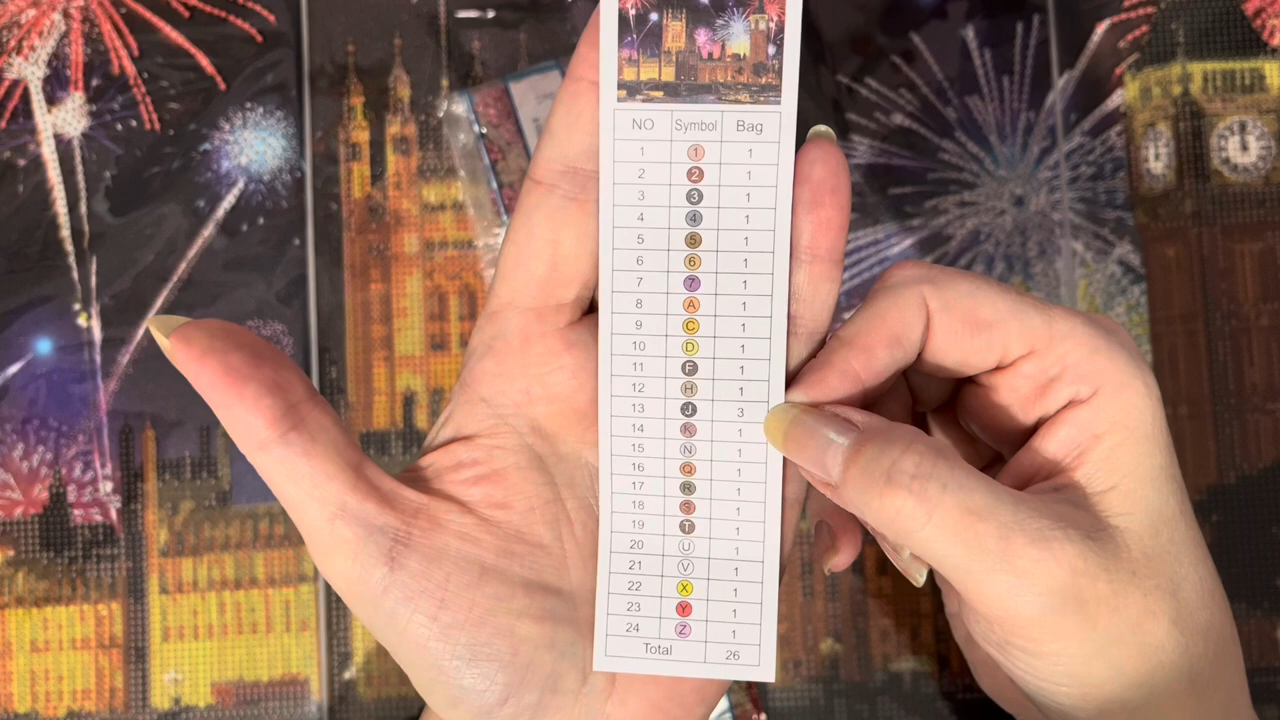 NO Symbol Bag
1 1 1
2 2 1
3 3 1
4 4 1
5 5 1
6 6 1
7 7 1
8 A 1
9 C 1
10 D 1
11 F 1
12 H 1
13 J 3
14 K 1
15 N 1
16 Q 1
17 R 1
18 S 1
19 T 1
20 U 1
21 V 1
22 X 1
23 Y 1
24 Z 1
Total 26